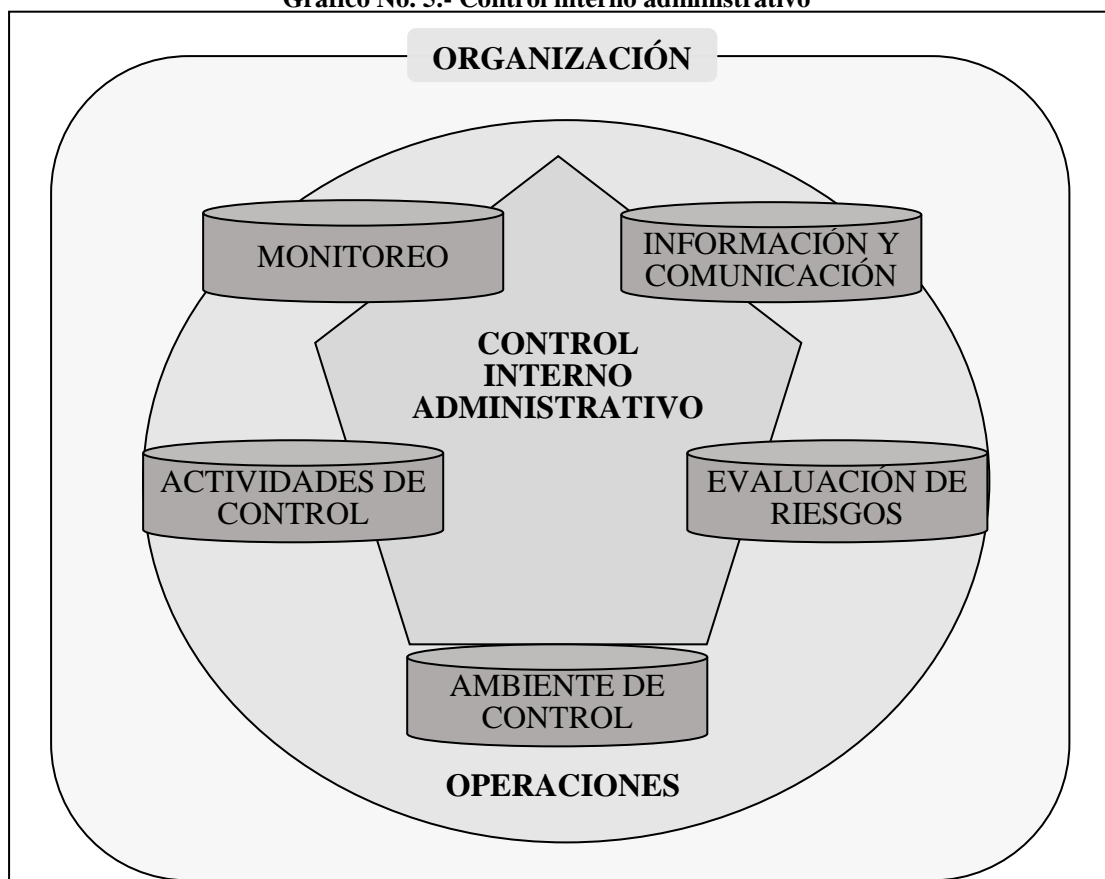 Gráfico No. 3.- Control interno administrativo
ORGANIZACIÓN
MONITOREO
INFORMACIÓN Y
COMUNICACIÓN
CONTROL
INTERNO
ADMINISTRATIVO
ACTIVIDADES DE
CONTROL
EVALUACIÓN DE
RIESGOS
AMBIENTE DE
CONTROL
OPERACIONES